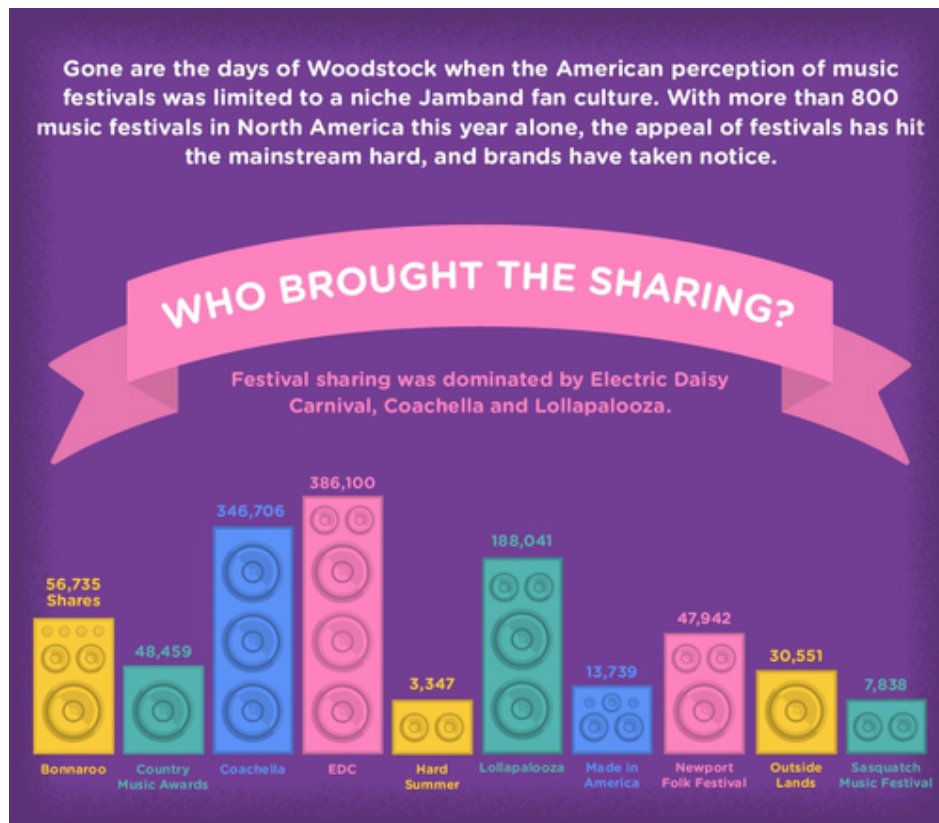 Gone are the days of Woodstock when the American perception of music
festivals was limited to a niche Jamband fan culture. With more than 800
music festivals in North America this year alone, the appeal of festivals has hit
the mainstream hard, and brands have taken notice.
WHO BROUGHT THE SHARING?
Festival sharing was dominated by Electric Daisy
Carnival, Coachella and Lollapalooza.
56,735
Shares
Bonnaroo
48,459
Country
Music Awards
346,706
Coachella
386,100
EDC
3,347
Hard
Summer
188,041
Lollapalooza
13,739
Made in
America
47,942
Newport
Folk Festival
30,551
Outside
Lands
7,838
Sasquatch
Music Festival